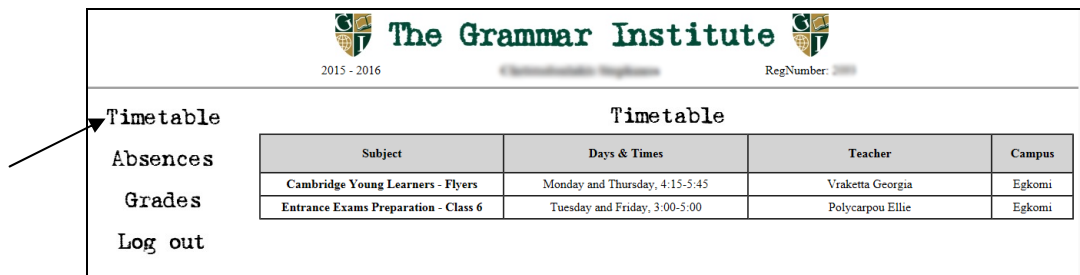 The Grammar Institute
2015 - 2016 RegNumber:
Timetable
Absences
Grades
Log out
Timetable
Subject Days & Times Teacher Campus
Cambridge Young Learners - Flyers Monday and Thursday, 4:15-5:45 Vraketta Georgia Egkomi
Entrance Exams Preparation - Class 6 Tuesday and Friday, 3:00-5:00 Polycarpou Ellie Egkomi